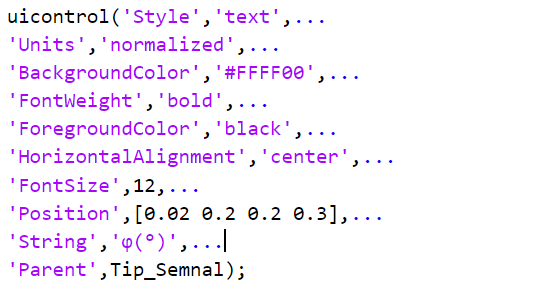 uicontrol('Style','text',...
'Units','normalized',...
'BackgroundColor','#FFFF00',...
'FontWeight','bold',...
'ForegroundColor','black',...
'HorizontalAlignment','center',...
'FontSize',12,...
'Position',[0.02 0.2 0.2 0.3],...
'String','φ(°)',...
'Parent',Tip_Semnal);